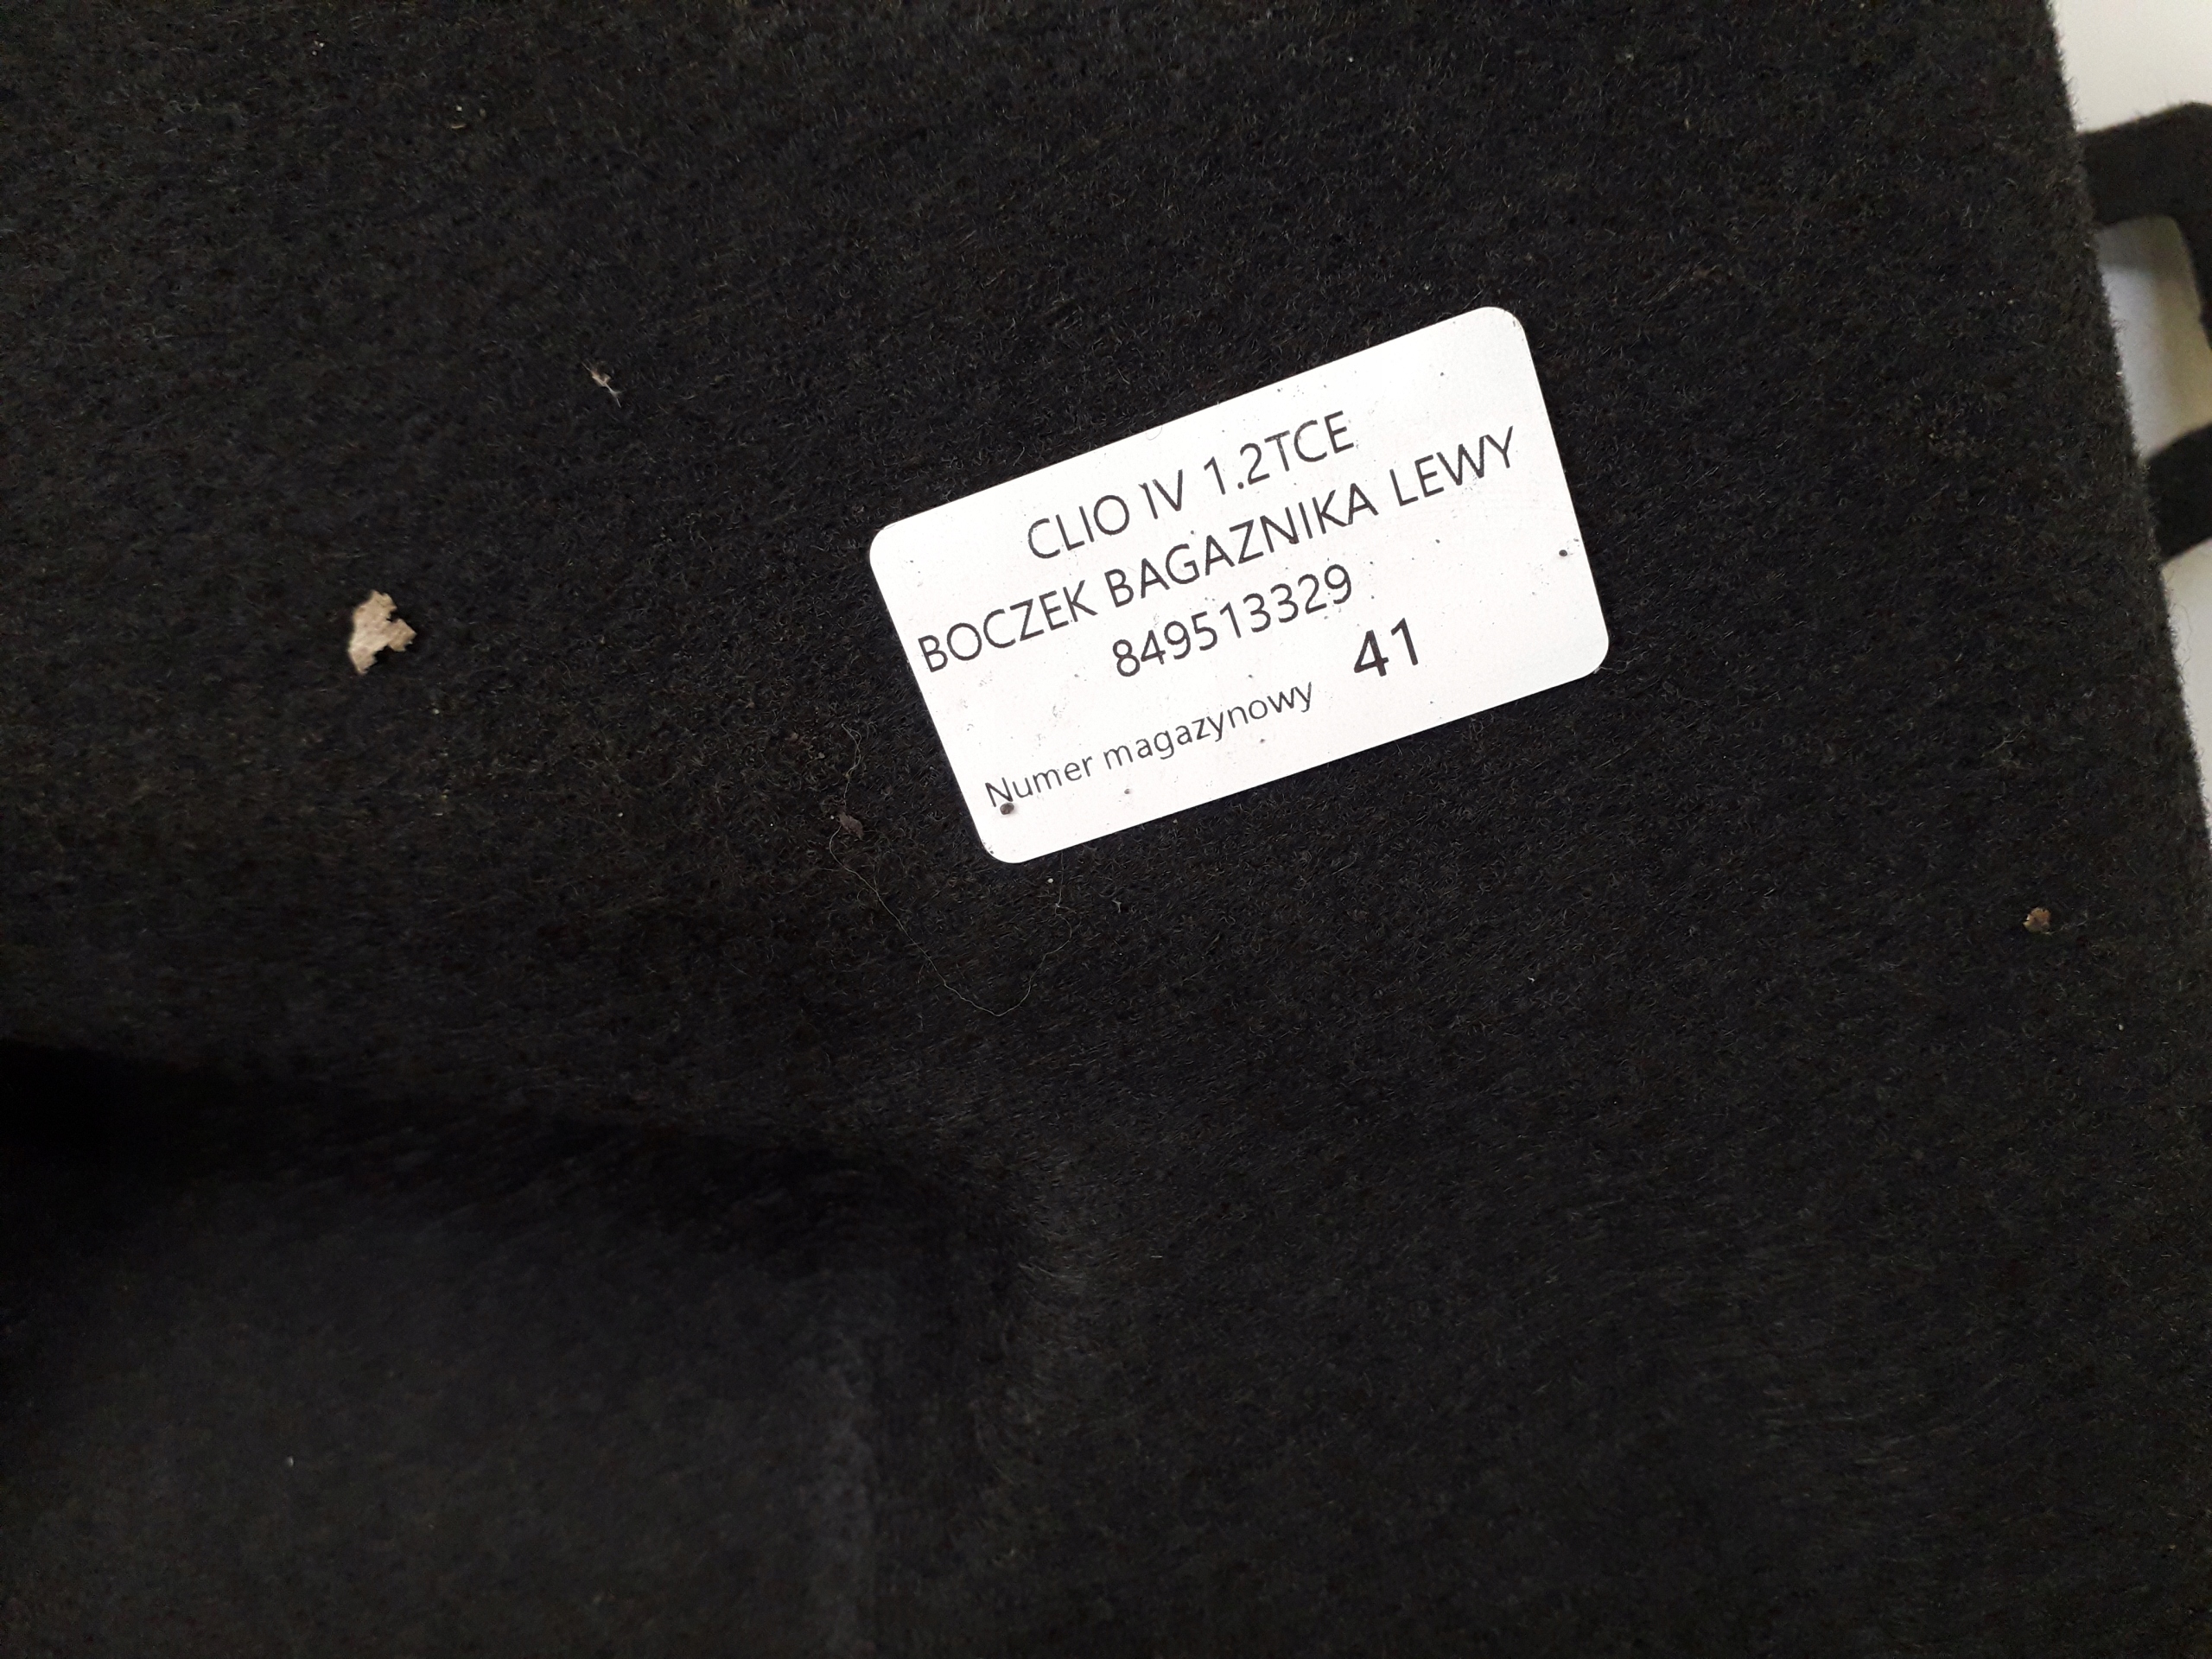 CLIO IV 1.2TCE
BOCZEK BAGAZNIKA LEWY
849513329
Numer magazynowy 41